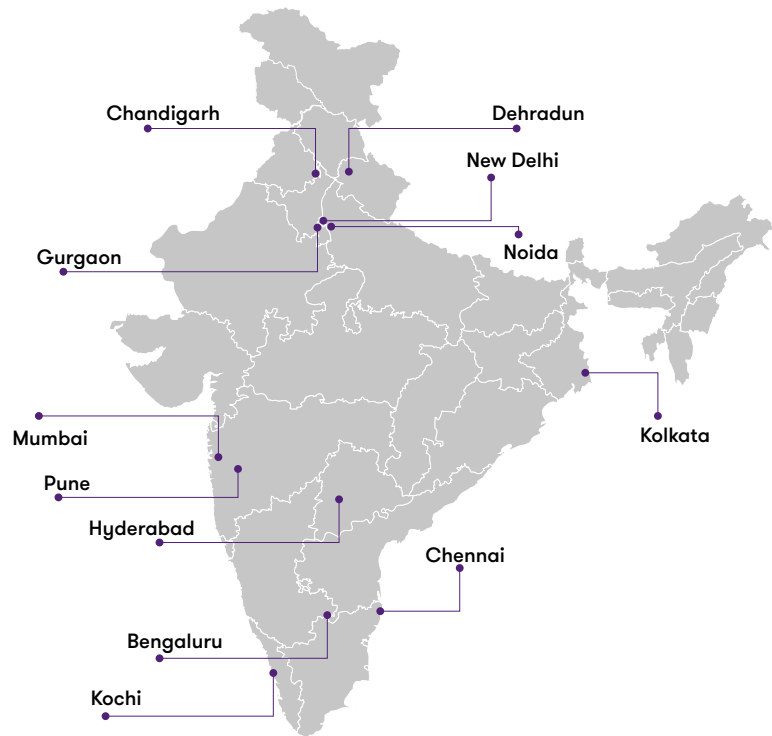 Chandigarh
Dehradun
New Delhi
Noida
Gurgaon
Mumbai
Kolkata
Pune
Hyderabad
Chennai
Bengaluru
Kochi